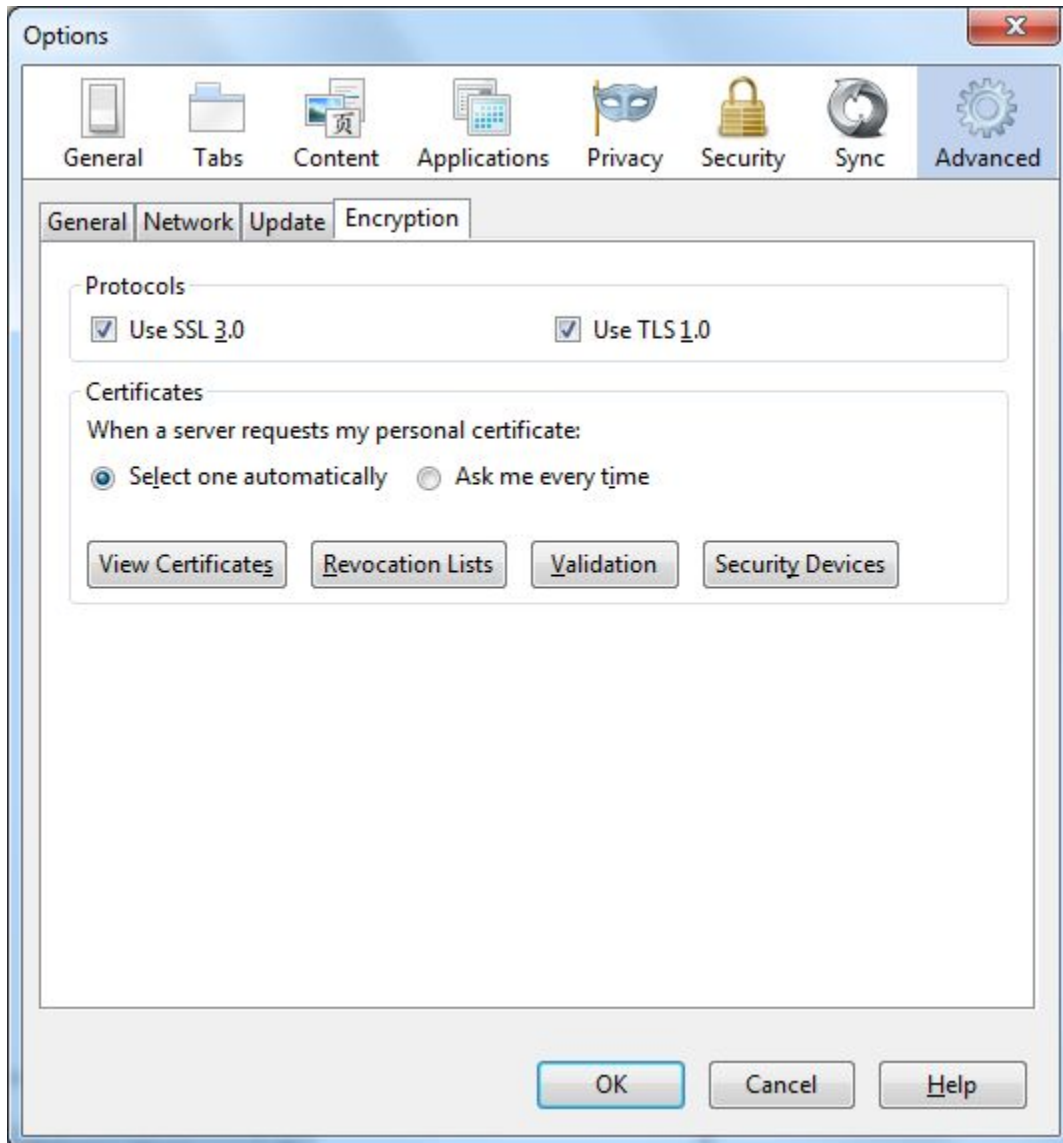 Options
X
页
General Tabs Content Applications Privacy Security Sync Advanced
General Network Update Encryption
Protocols
Use SSL 3.0 Use TLS 1.0
Certificates
When a server requests my personal certificate:
Select one automatically Ask me every time
View Certificates Revocation Lists Validation Security Devices
OK Cancel Help